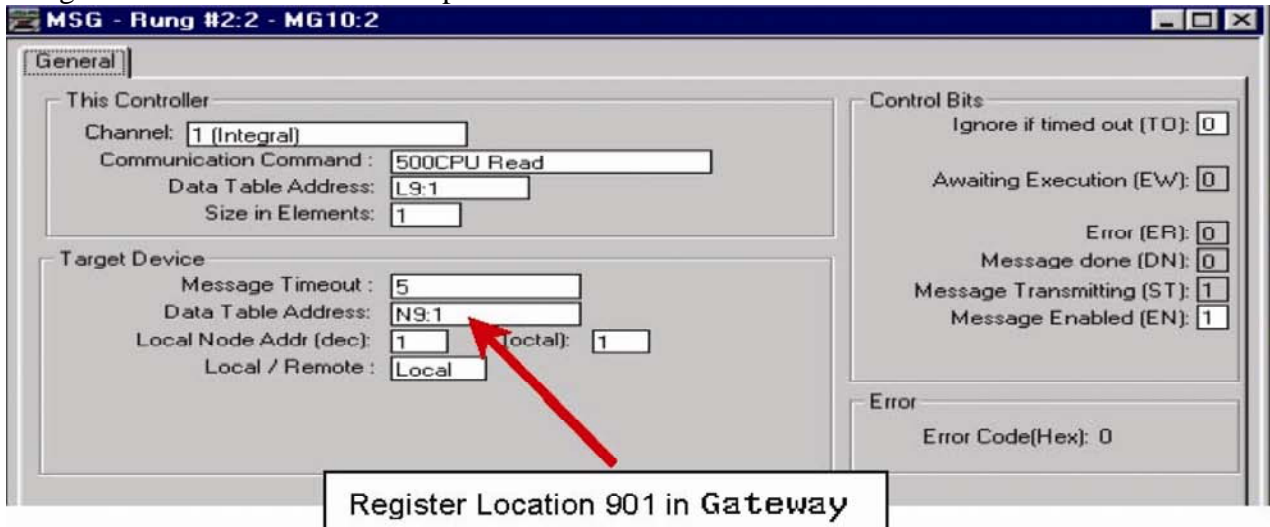 MSG - Rung #2:2 - MG10:2
General
This Controller
Channel: 1 (Integral)
Communication Command : 500CPU Read
Data Table Address: L9:1
Size in Elements: 1
Target Device
Message Timeout : 5
Data Table Address: N9:1
Local Node Addr (dec): 1 (octal): 1
Local / Remote : Local
Control Bits
Ignore if timed out (TO): 0
Awaiting Execution (EW): 0
Error (ER): 0
Message done (DN): 0
Message Transmitting (ST): 1
Message Enabled (EN): 1
Error
Error Code(Hex): 0
Register Location 901 in Gateway